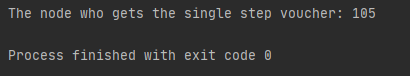 The node who gets the single step voucher: 105
Process finished with exit code 0